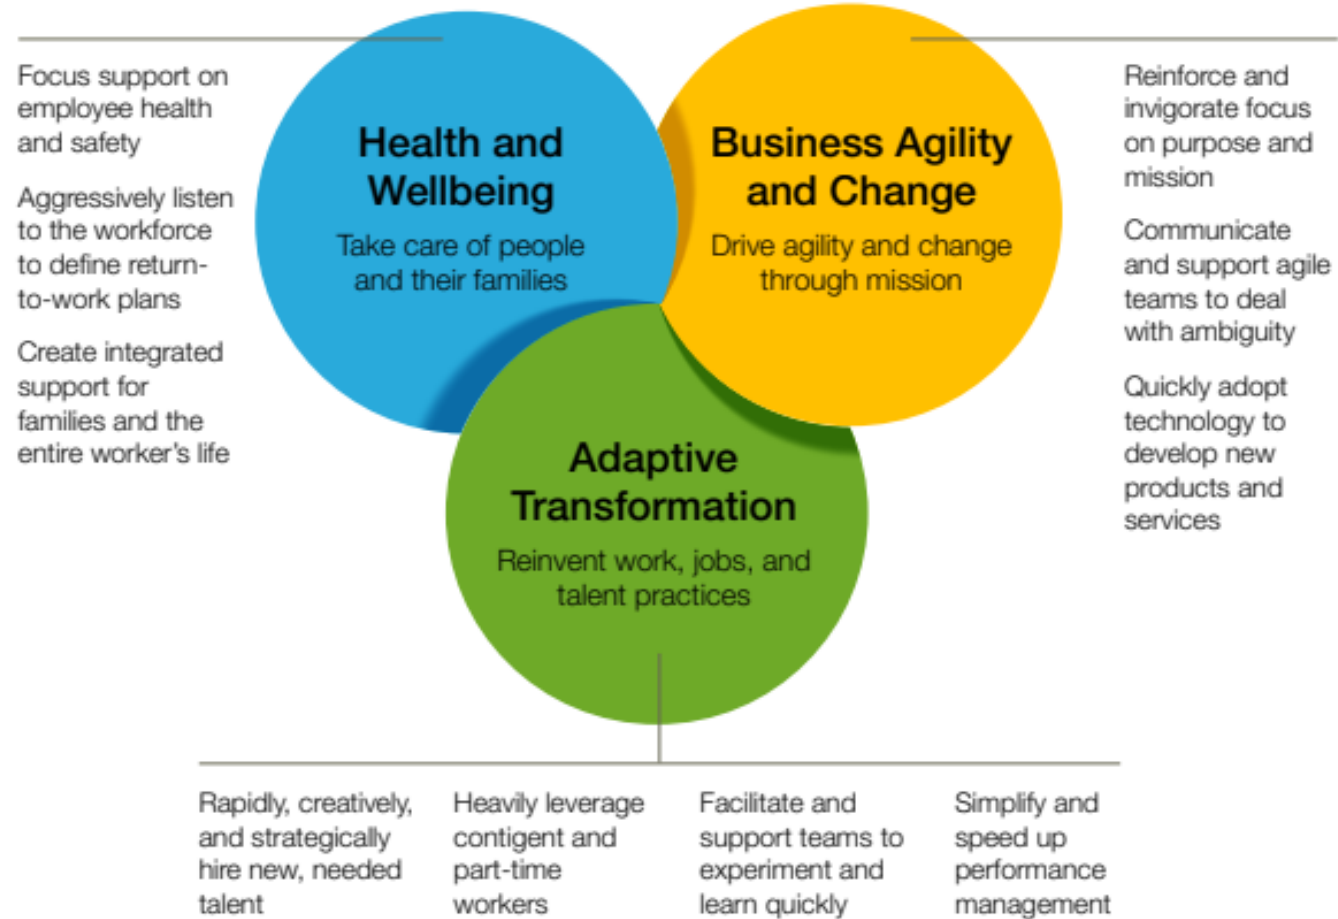 Focus support on
employee health
and safety
Aggressively listen
to the workforce
to define return-
to-work plans
Create integrated
support for
families and the
entire worker's life
Health and
Wellbeing
Take care of people
and their families
Business Agility
and Change
Drive agility and change
through mission
Reinforce and
invigorate focus
on purpose and
mission
Communicate
and support agile
teams to deal
with ambiguity
Quickly adopt
technology to
develop new
products and
services
Adaptive
Transformation
Reinvent work, jobs, and
talent practices
Rapidly, creatively,
and strategically
hire new, needed
talent
Heavily leverage
contigent and
part-time
workers
Facilitate and
support teams to
experiment and
learn quickly
Simplify and
speed up
performance
management